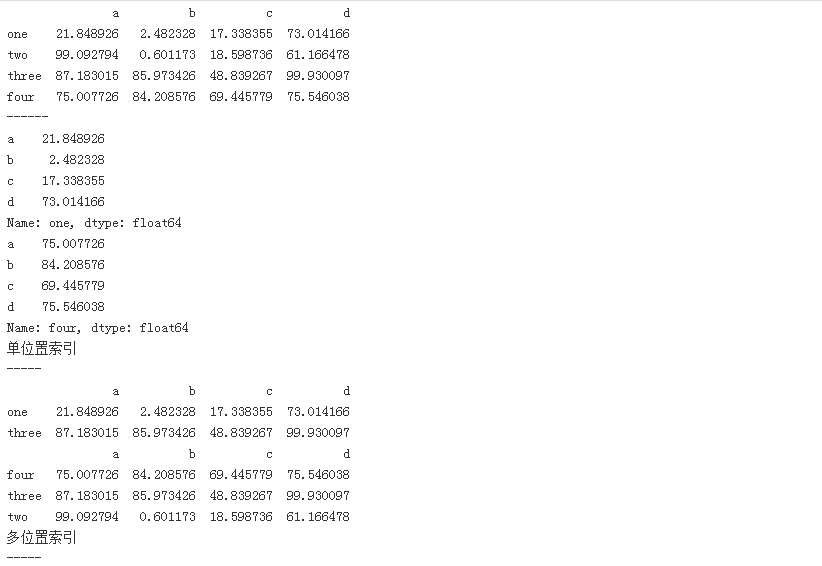 a b c d
one 21.848926 2.482328 17.338355 73.014166
two 99.092794 0.601173 18.598736 61.166478
three 87.183015 85.973426 48.839267 99.930097
four 75.007726 84.208576 69.445779 75.546038
------
a 21.848926
b 2.482328
c 17.338355
d 73.014166
Name: one, dtype: float64
a 75.007726
b 84.208576
c 69.445779
d 75.546038
Name: four, dtype: float64
单位置索引
-----
a b c d
one 21.848926 2.482328 17.338355 73.014166
three 87.183015 85.973426 48.839267 99.930097
a b c d
four 75.007726 84.208576 69.445779 75.546038
three 87.183015 85.973426 48.839267 99.930097
two 99.092794 0.601173 18.598736 61.166478
多位置索引
-----